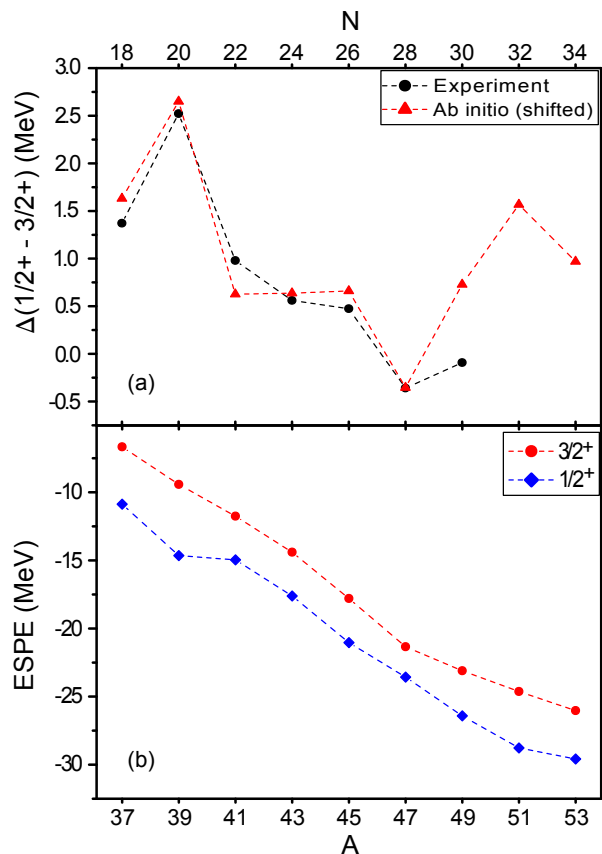 N
18 20 22 24 26 28 30 32 34
3.0
2.5
2.0
1.5
1.0
0.5
0.0
-0.5
Δ(1/2+ - 3/2+) (MeV)
Experiment
Ab initio (shifted)
(a)
-10
-15
-20
-25
-30
ESPE (MeV)
3/2⁺
1/2⁺
(b)
37 39 41 43 45 47 49 51 53
A